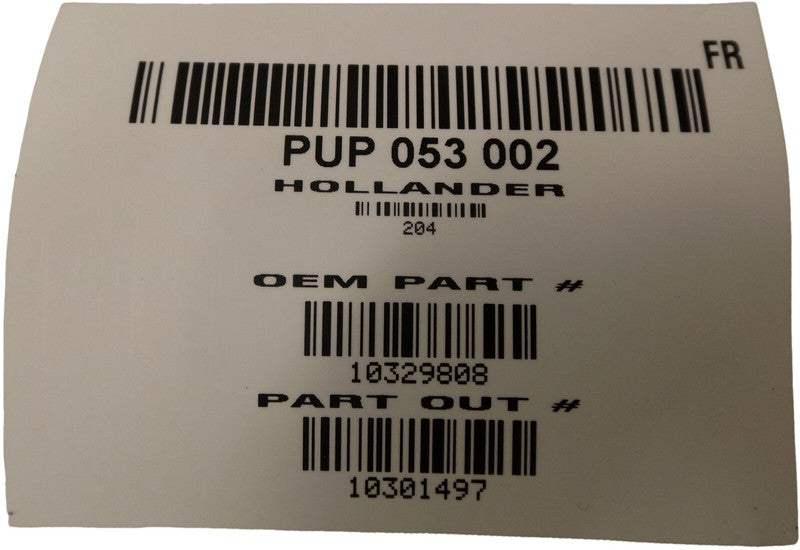 FR
PUP 053 002
HOLLANDER
204
OEM PART #
10329808
PART OUT #
10301497